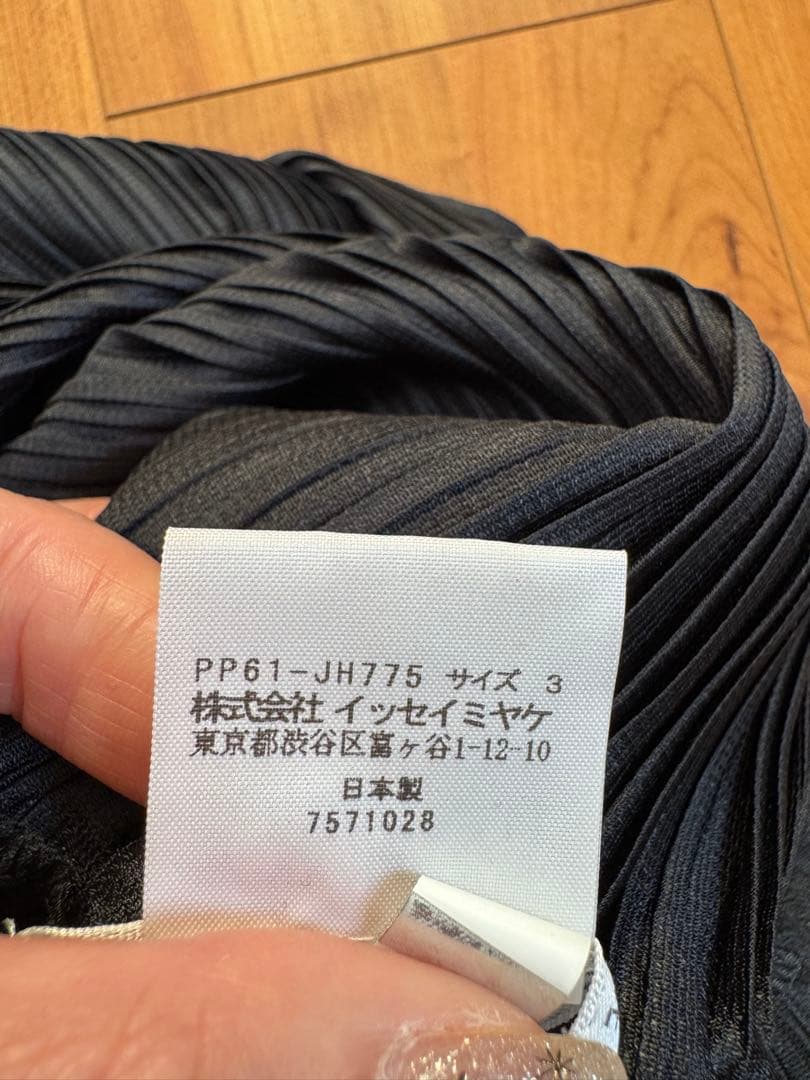 PP61-JH775 サイズ 3
株式会社 イッセイミヤケ
東京都渋谷区富ヶ谷1-12-10
日本製
7571028